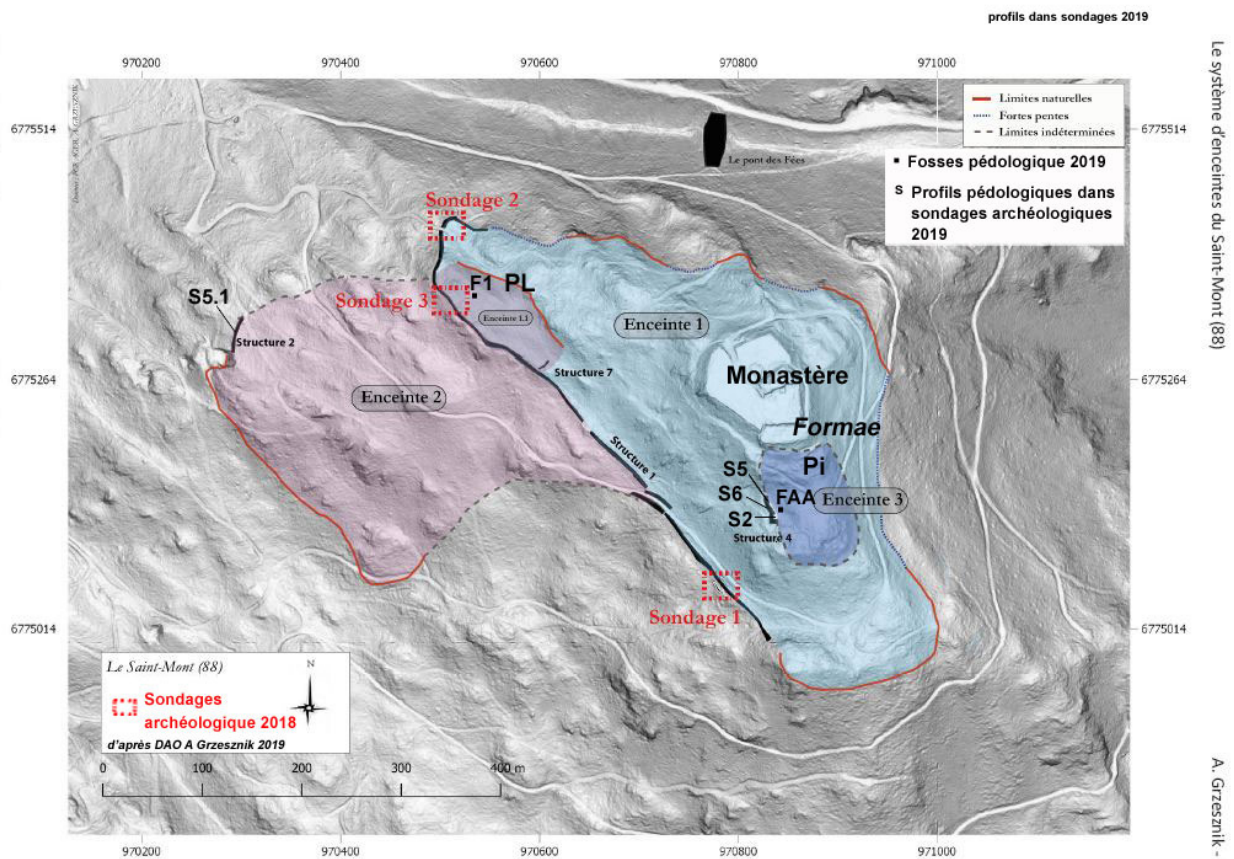 profils dans sondages 2019
970200
970400
970600
970800
971000
6775514
6775514
Limites naturelles
Fortes pentes
Limites indéterminées
Le pont des Fées
Fosses pédologique 2019
s Profils pédologiques dans
sondages archéologiques
2019
Sondage 2
S5.1
Sondage 3
F1 PL
Enceinte 1.1
Enceinte 1
Structure 2
Structure 7
Monastère
6775264
6775264
Enceinte 2
Formae
Structure 1
Pi
S5
S6
FAA
Enceinte 3
S2
Structure 4
Sondage 1
6775014
6775014
Le Saint-Mont (88)
N
Sondages
archéologique 2018
d'après DAO A Grzesznik 2019
0
100
200
300
400 m
970200
970400
970600
970800
971000
Le système d'enceintes du Saint-Mont (88)
A. Grzesznik -